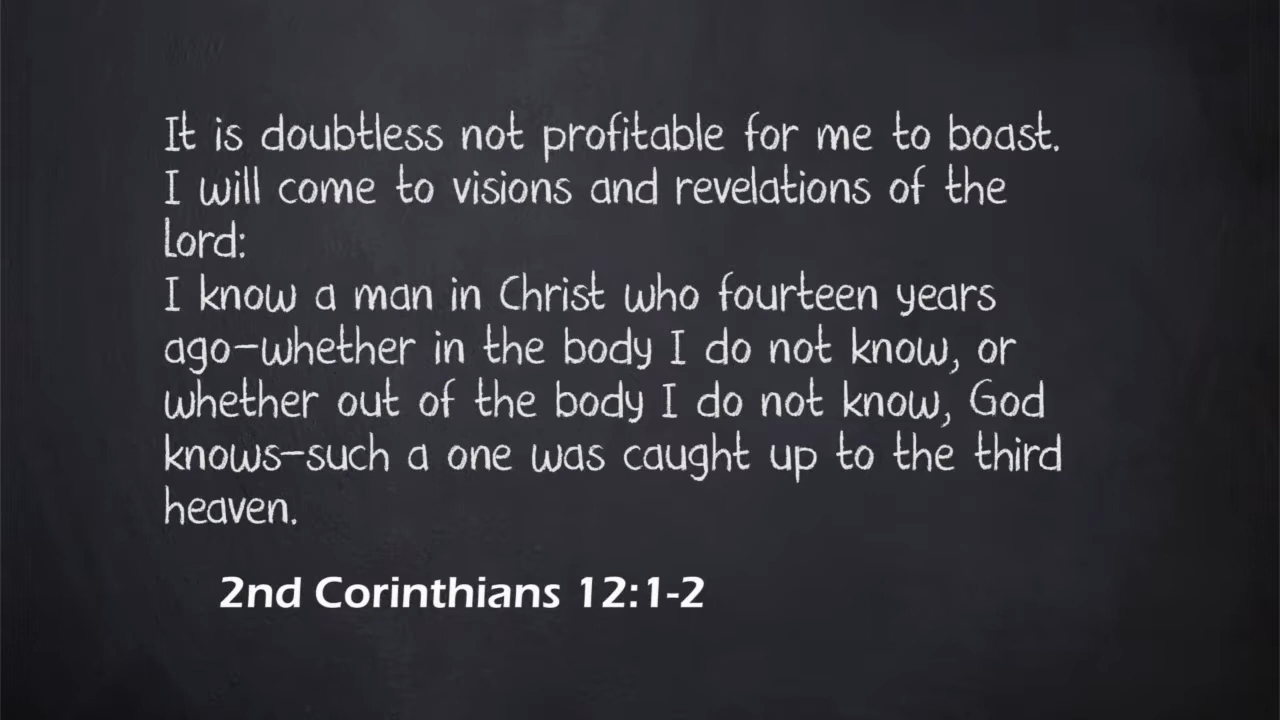 It is doubtless not profitable for me to boast.
I will come to visions and revelations of the
Lord:
I know a man in Christ who fourteen years
ago–whether in the body I do not know, or
whether out of the body I do not know, God
knows–such a one was caught up to the third
heaven.
2nd Corinthians 12:1-2